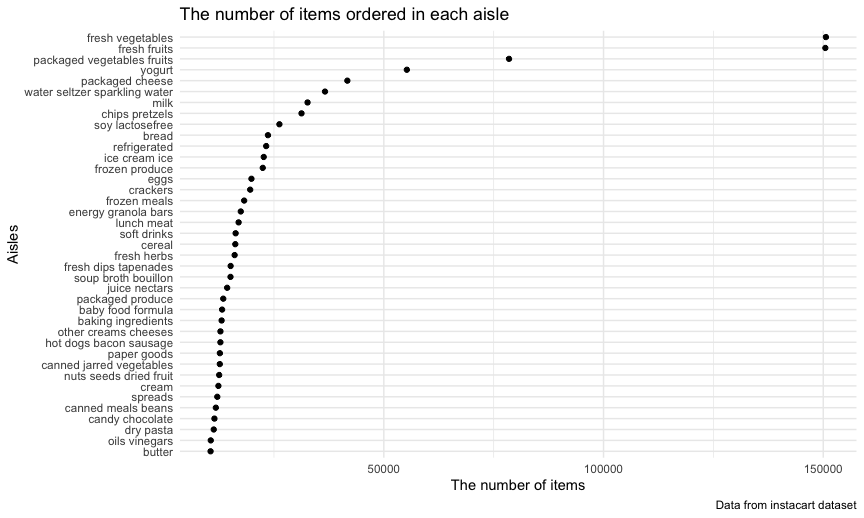 The number of items ordered in each aisle
fresh vegetables
fresh fruits
packaged vegetables fruits
yogurt
packaged cheese
water seltzer sparkling water
milk
chips pretzels
soy lactosefree
bread
refrigerated
ice cream ice
frozen produce
eggs
crackers
frozen meals
energy granola bars
lunch meat
soft drinks
cereal
fresh herbs
fresh dips tapenades
soup broth bouillon
juice nectars
packaged produce
baby food formula
baking ingredients
other creams cheeses
hot dogs bacon sausage
paper goods
canned jarred vegetables
nuts seeds dried fruit
cream
spreads
canned meals beans
candy chocolate
dry pasta
oils vinegars
butter
Aisles
50000 100000 150000
The number of items
Data from instacart dataset